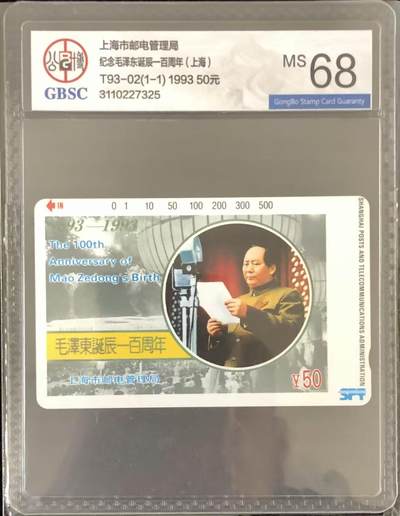 公博
GBSC
上海市邮电管理局
纪念毛泽东诞辰一百周年（上海）
T93-02(1-1) 1993 50元
3110227325
MS 68
GongBo Stamp Card Guaranty
IN
0 1 10 50 100 200 300 500
93—1993
The 100th
Anniversary of
Mao Zedong's Birth
毛澤東誕辰一百周年
上海市邮电管理局
¥50
SHANGHAI POSTS AND TELECOMMUNICATIONS ADMINISTRATION
SPT